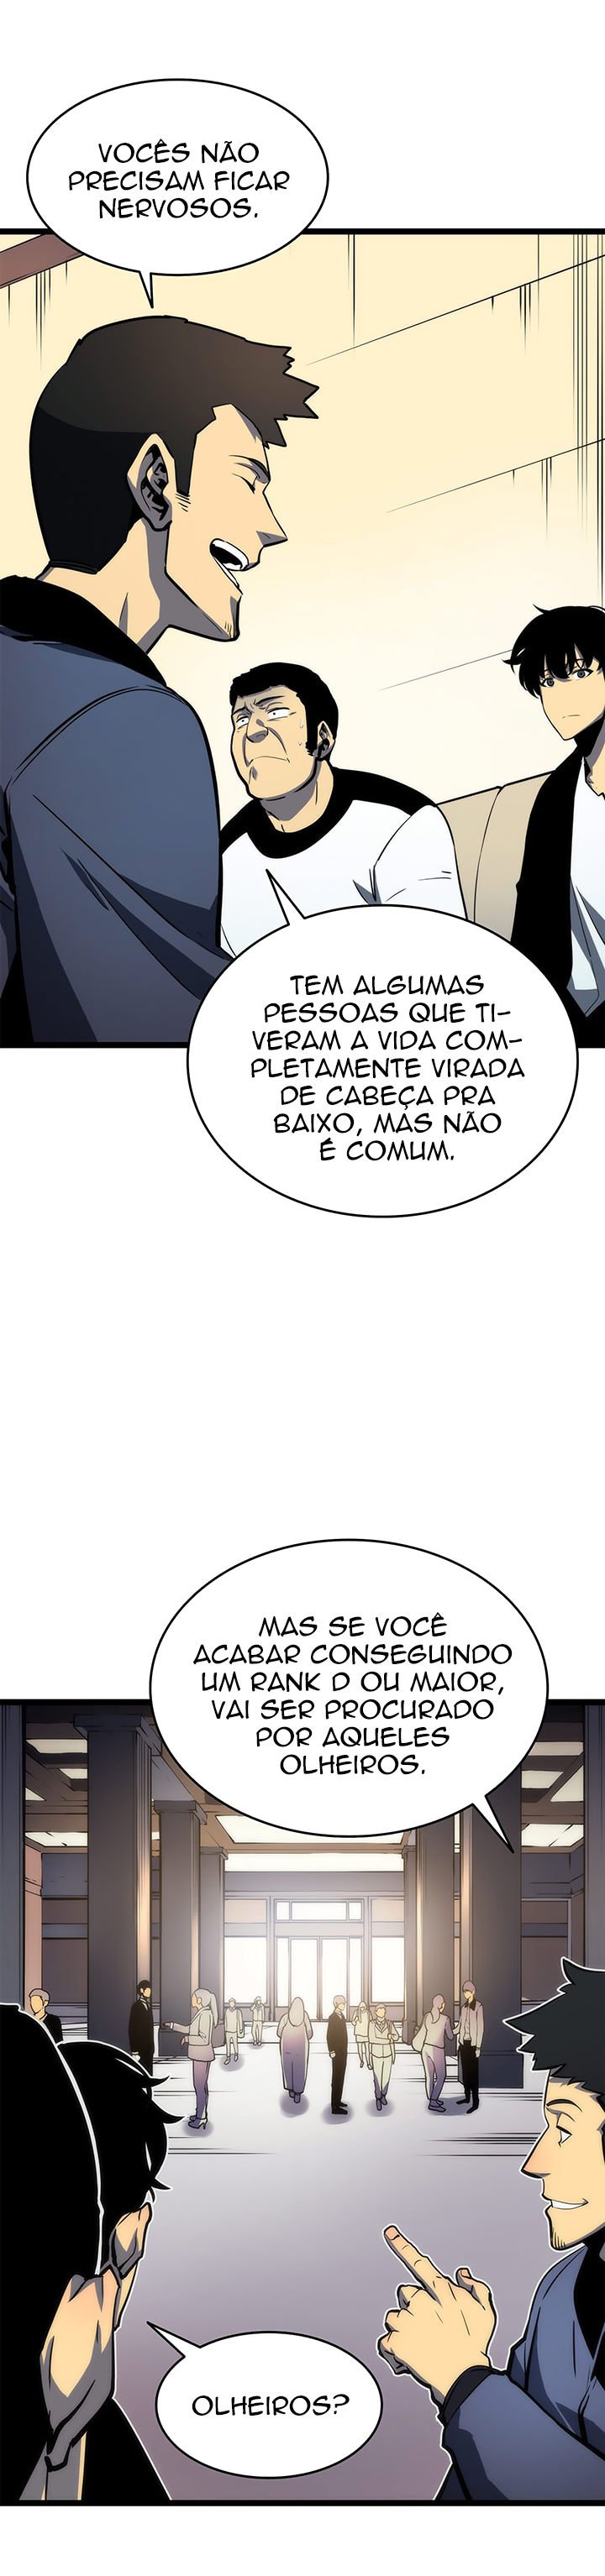 VOCÊS NÃO
PRECISAM FICAR
NERVOSOS.
TEM ALGUMAS
PESSOAS QUE TI-
VERAM A VIDA COM-
PLETAMENTE VIRADA
DE CABEÇA PRA
BAIXO, MAS NÃO
É COMUM.
MAS SE VOCÊ
ACABAR CONSEGUINDO
UM RANK D OU MAIOR,
VAI SER PROCURADO
POR AQUELES
OLHEIROS.
OLHEIROS?